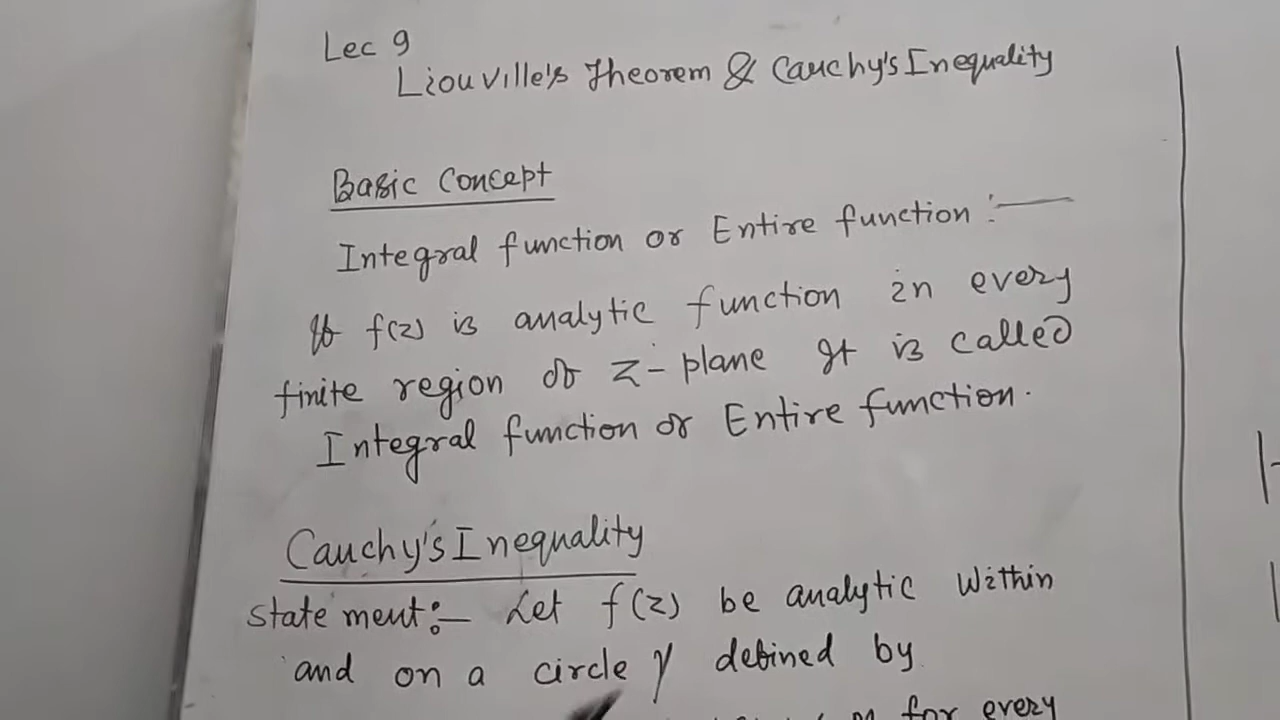 Lec 9
Liouville's Theorem & Cauchy's Inequality
Basic Concept
Integral function or Entire function :—
If f(z) is analytic function in every
finite region of z-plane It is called
Integral function or Entire function.
Cauchy's Inequality
statement:— Let f(z) be analytic within
and on a circle γ defined by
for every